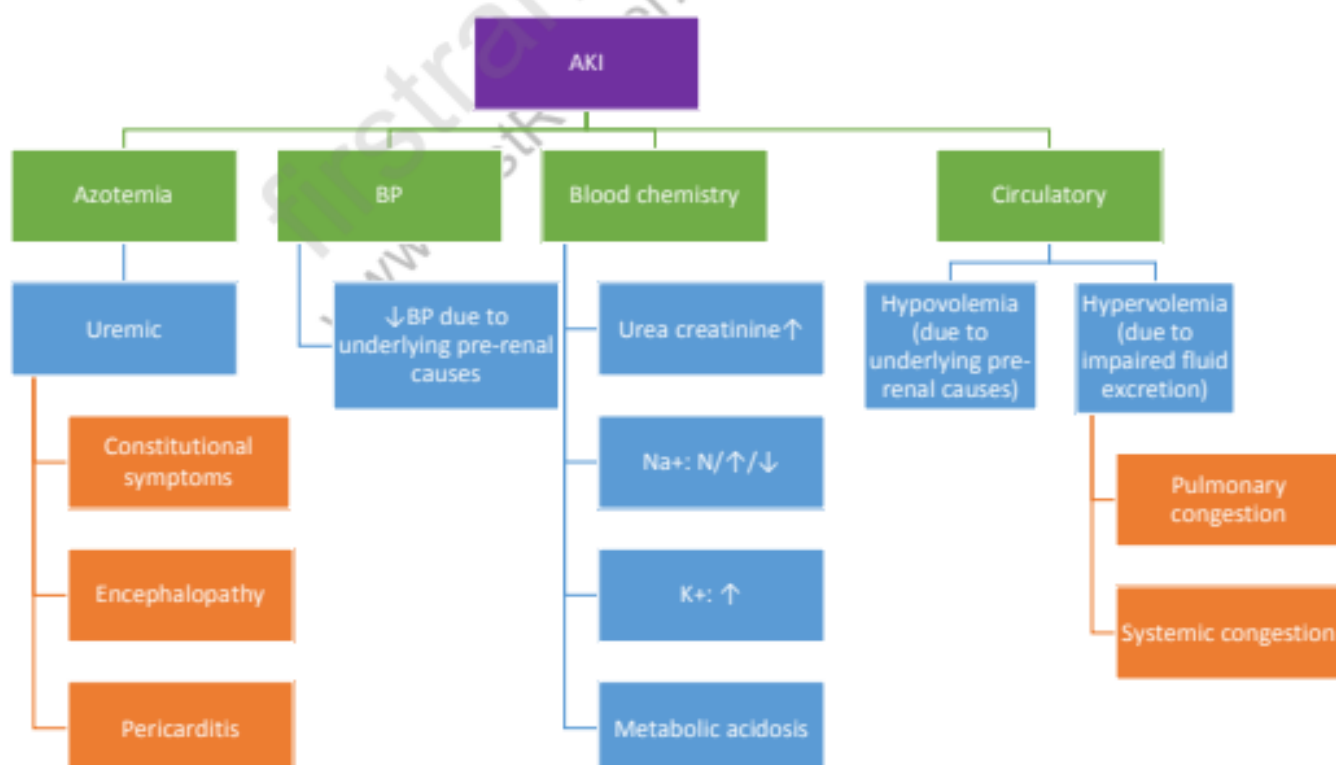 AKI
Azotemia
BP
Blood chemistry
Circulatory
Uremic
↓BP due to
underlying pre-renal
causes
Urea creatinine↑
Hypovolemia
(due to
underlying pre-
renal causes)
Hypervolemia
(due to
impaired fluid
excretion)
Constitutional
symptoms
Na+: N/↑/↓
Pulmonary
congestion
Encephalopathy
K+: ↑
Systemic congestion
Pericarditis
Metabolic acidosis